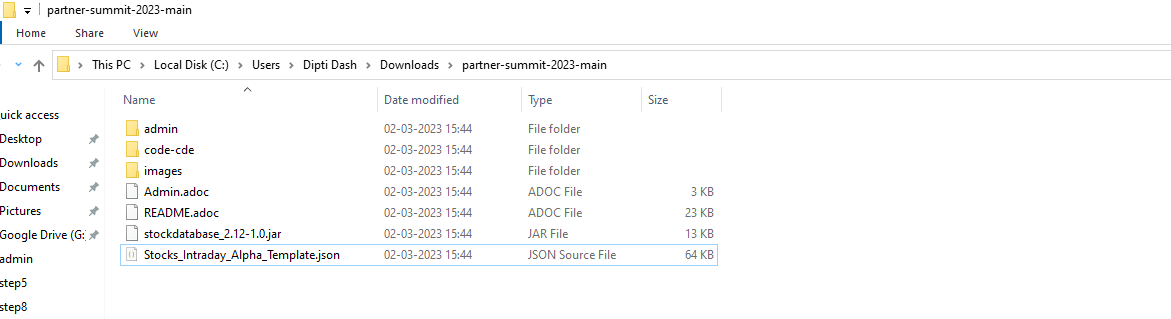 partner-summit-2023-main
Home Share View
This PC Local Disk (C:) Users Dipti Dash Downloads partner-summit-2023-main
Name Date modified Type Size
uick access
Desktop
Downloads
Documents
Pictures
Google Drive (G:
admin
step5
step8
admin 02-03-2023 15:44 File folder
code-cde 02-03-2023 15:44 File folder
images 02-03-2023 15:44 File folder
Admin.adoc 02-03-2023 15:44 ADOC File 3 KB
README.adoc 02-03-2023 15:44 ADOC File 23 KB
stockdatabase_2.12-1.0.jar 02-03-2023 15:44 JAR File 13 KB
Stocks_Intraday_Alpha_Template.json 02-03-2023 15:44 JSON Source File 64 KB